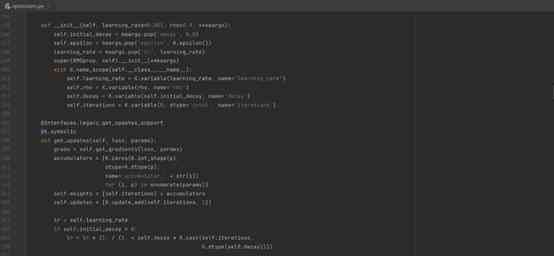 optimizers.py
def __init__(self, learning_rate=0.001, rho=0.9, **kwargs):
self.initial_decay = kwargs.pop('decay', 0.0)
self.epsilon = kwargs.pop('epsilon', K.epsilon())
learning_rate = kwargs.pop('lr', learning_rate)
super(RMSprop, self).__init__(**kwargs)
with K.name_scope(self.__class__.__name__):
self.learning_rate = K.variable(learning_rate, name='learning_rate')
self.rho = K.variable(rho, name='rho')
self.decay = K.variable(self.initial_decay, name='decay')
self.iterations = K.variable(0, dtype='int64', name='iterations')
@interfaces.legacy_get_updates_support
@K.symbolic
def get_updates(self, loss, params):
grads = self.get_gradients(loss, params)
accumulators = [K.zeros(K.int_shape(p),
dtype=K.dtype(p),
name='accumulator_' + str(i))
for (i, p) in enumerate(params)]
self.weights = [self.iterations] + accumulators
self.updates = [K.update_add(self.iterations, 1)]
lr = self.learning_rate
if self.initial_decay > 0:
lr = lr * (1. / (1. + self.decay * K.cast(self.iterations,
K.dtype(self.decay))))